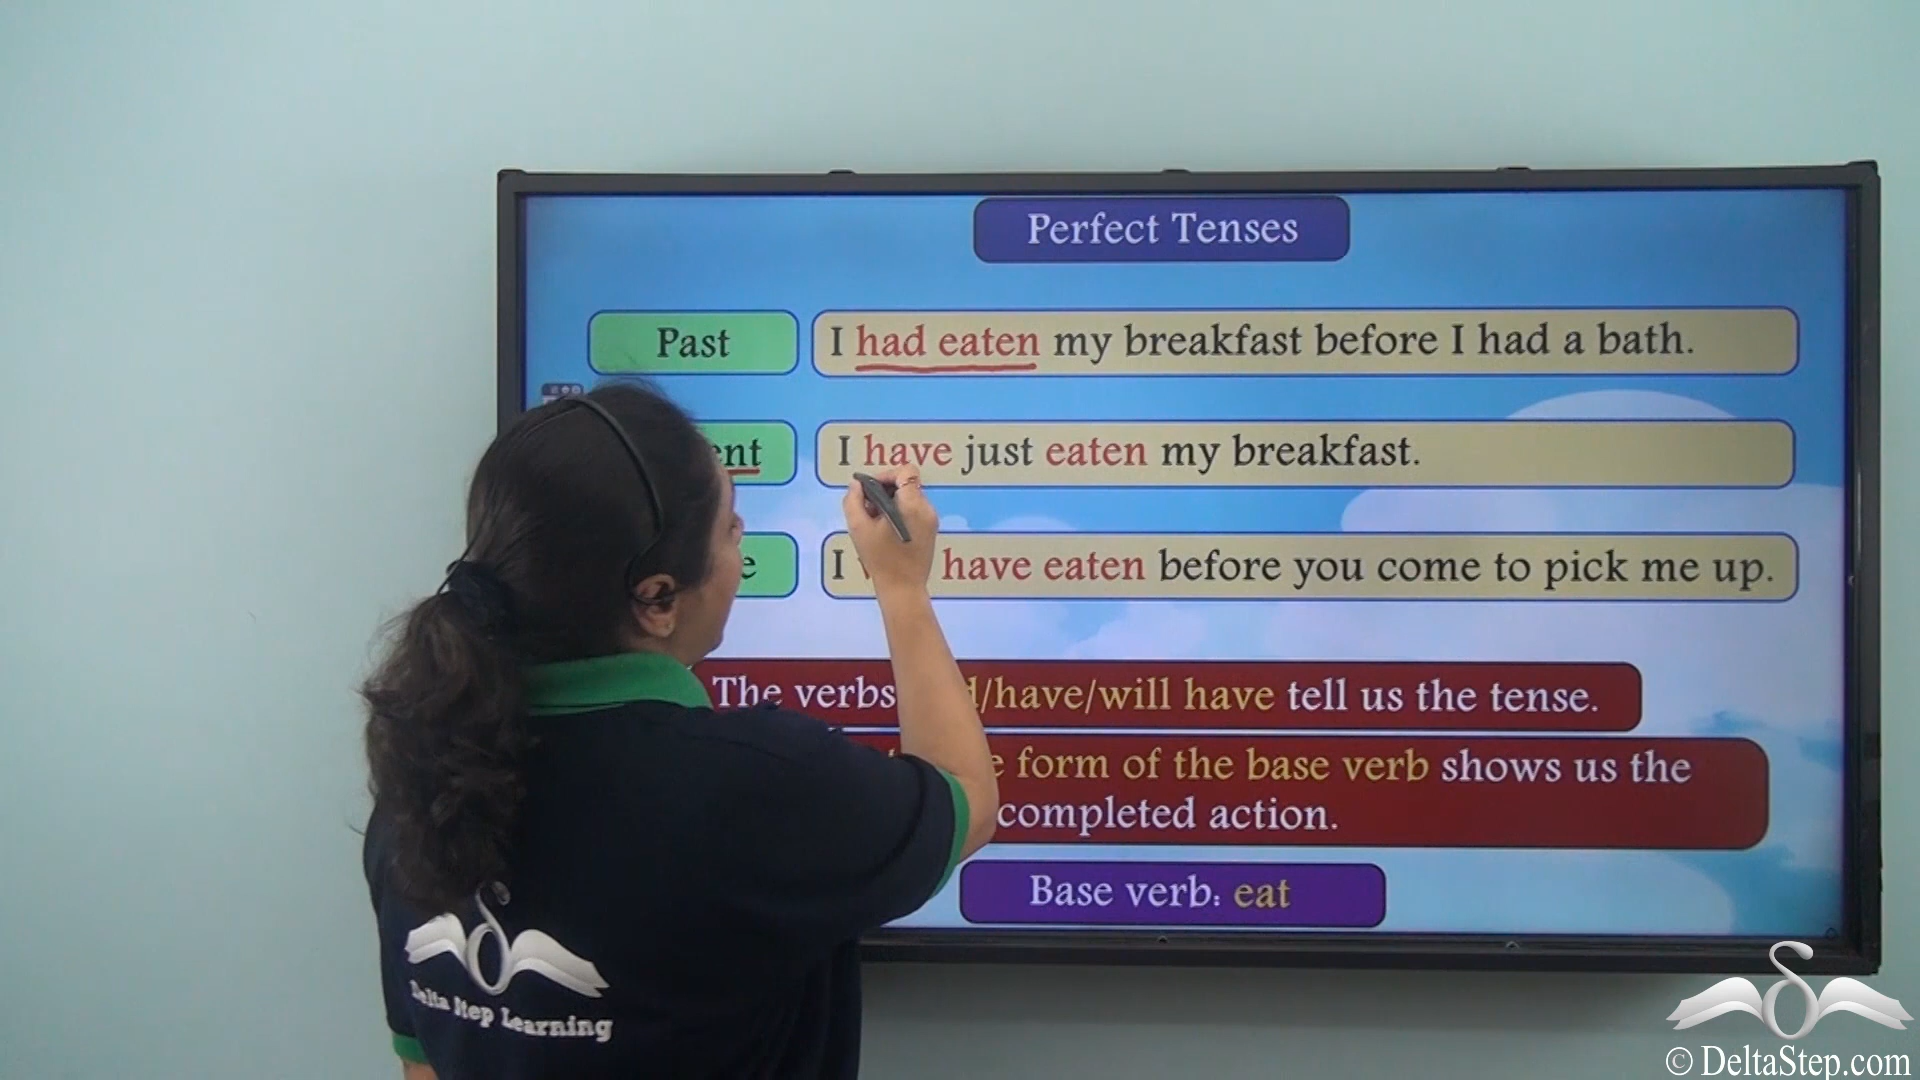 Perfect Tenses
Past
I had eaten my breakfast before I had a bath.
I have just eaten my breakfast.
I have eaten before you come to pick me up.
The verbs /have/will have tell us the tense.
form of the base verb shows us the
completed action.
Base verb: eat
Delta Step Learning
© DeltaStep.com